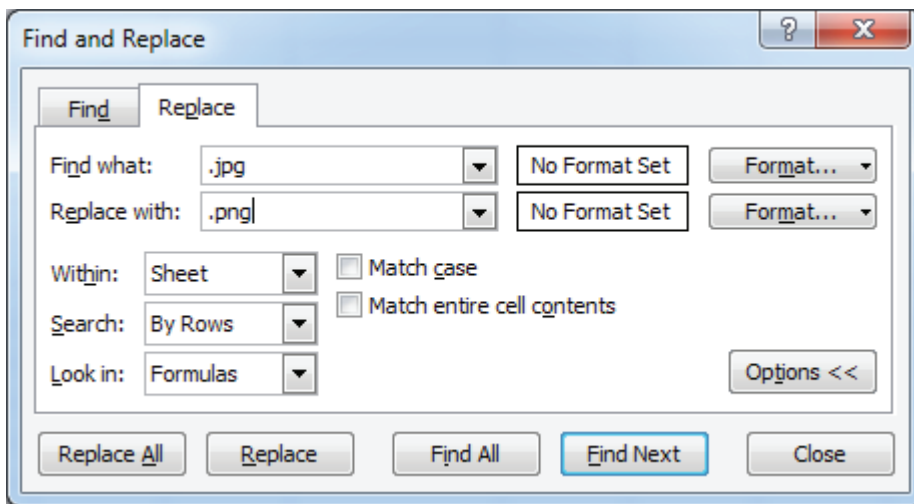 Find and Replace
Find Replace
Find what: .jpg No Format Set Format...
Replace with: .png No Format Set Format...
Within: Sheet Match case
Match entire cell contents
Search: By Rows
Look in: Formulas Options <<
Replace All Replace Find All Find Next Close